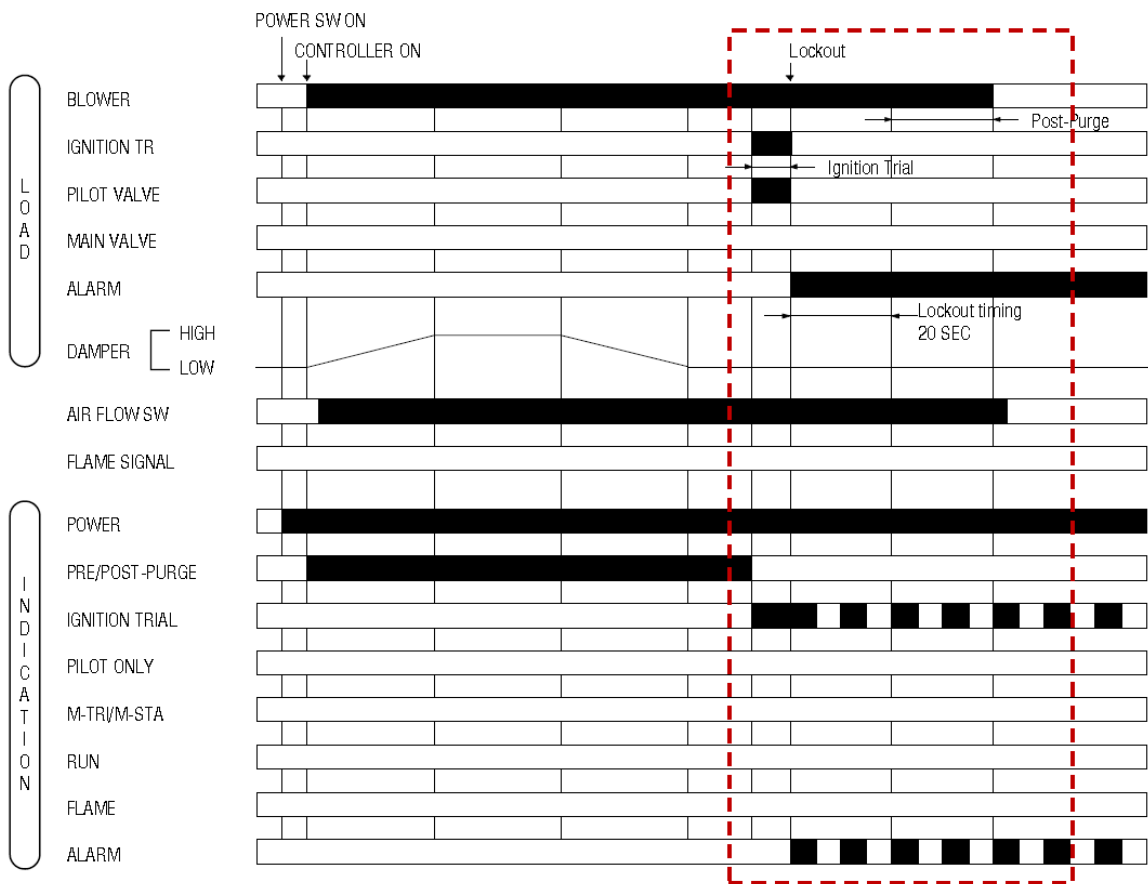 POWER SW ON
CONTROLLER ON
Lockout
LOAD
BLOWER
Post-Purge
IGNITION TR
Ignition Trial
PILOT VALVE
MAIN VALVE
ALARM
Lockout timing
20 SEC
DAMPER
HIGH
LOW
AIR FLOW SW
FLAME SIGNAL
INDICATION
POWER
PRE/POST-PURGE
IGNITION TRIAL
PILOT ONLY
M-TRI/M-STA
RUN
FLAME
ALARM